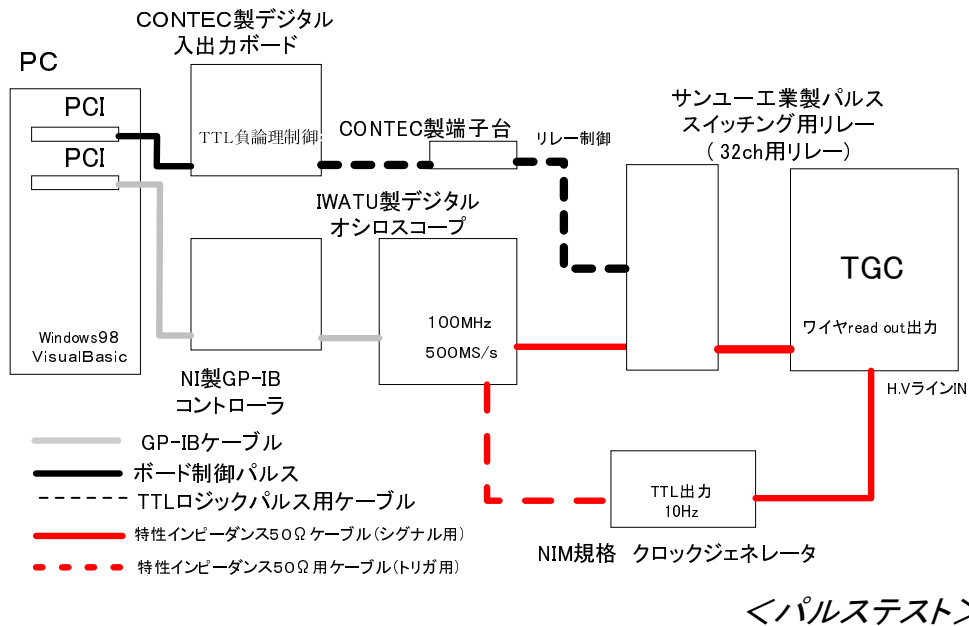 CONTEC製デジタル
入出力ボード
PC
PCI
PCI
TTL負論理制御
CONTEC製端子台
リレー制御
サンユー工業製パルス
スイッチング用リレー
( 32ch用リレー)
IWATU製デジタル
オシロスコープ
TGC
100MHz
500MS/s
ワイヤread out出力
Windows98
VisualBasic
NI製GP-IB
コントローラ
H.VラインIN
GP-IBケーブル
ボード制御パルス
TTLロジックパルス用ケーブル
特性インピーダンス50Ωケーブル(シグナル用)
特性インピーダンス50Ω用ケーブル(トリガ用)
TTL出力
10Hz
NIM規格 クロックジェネレータ
＜パルステスト＞